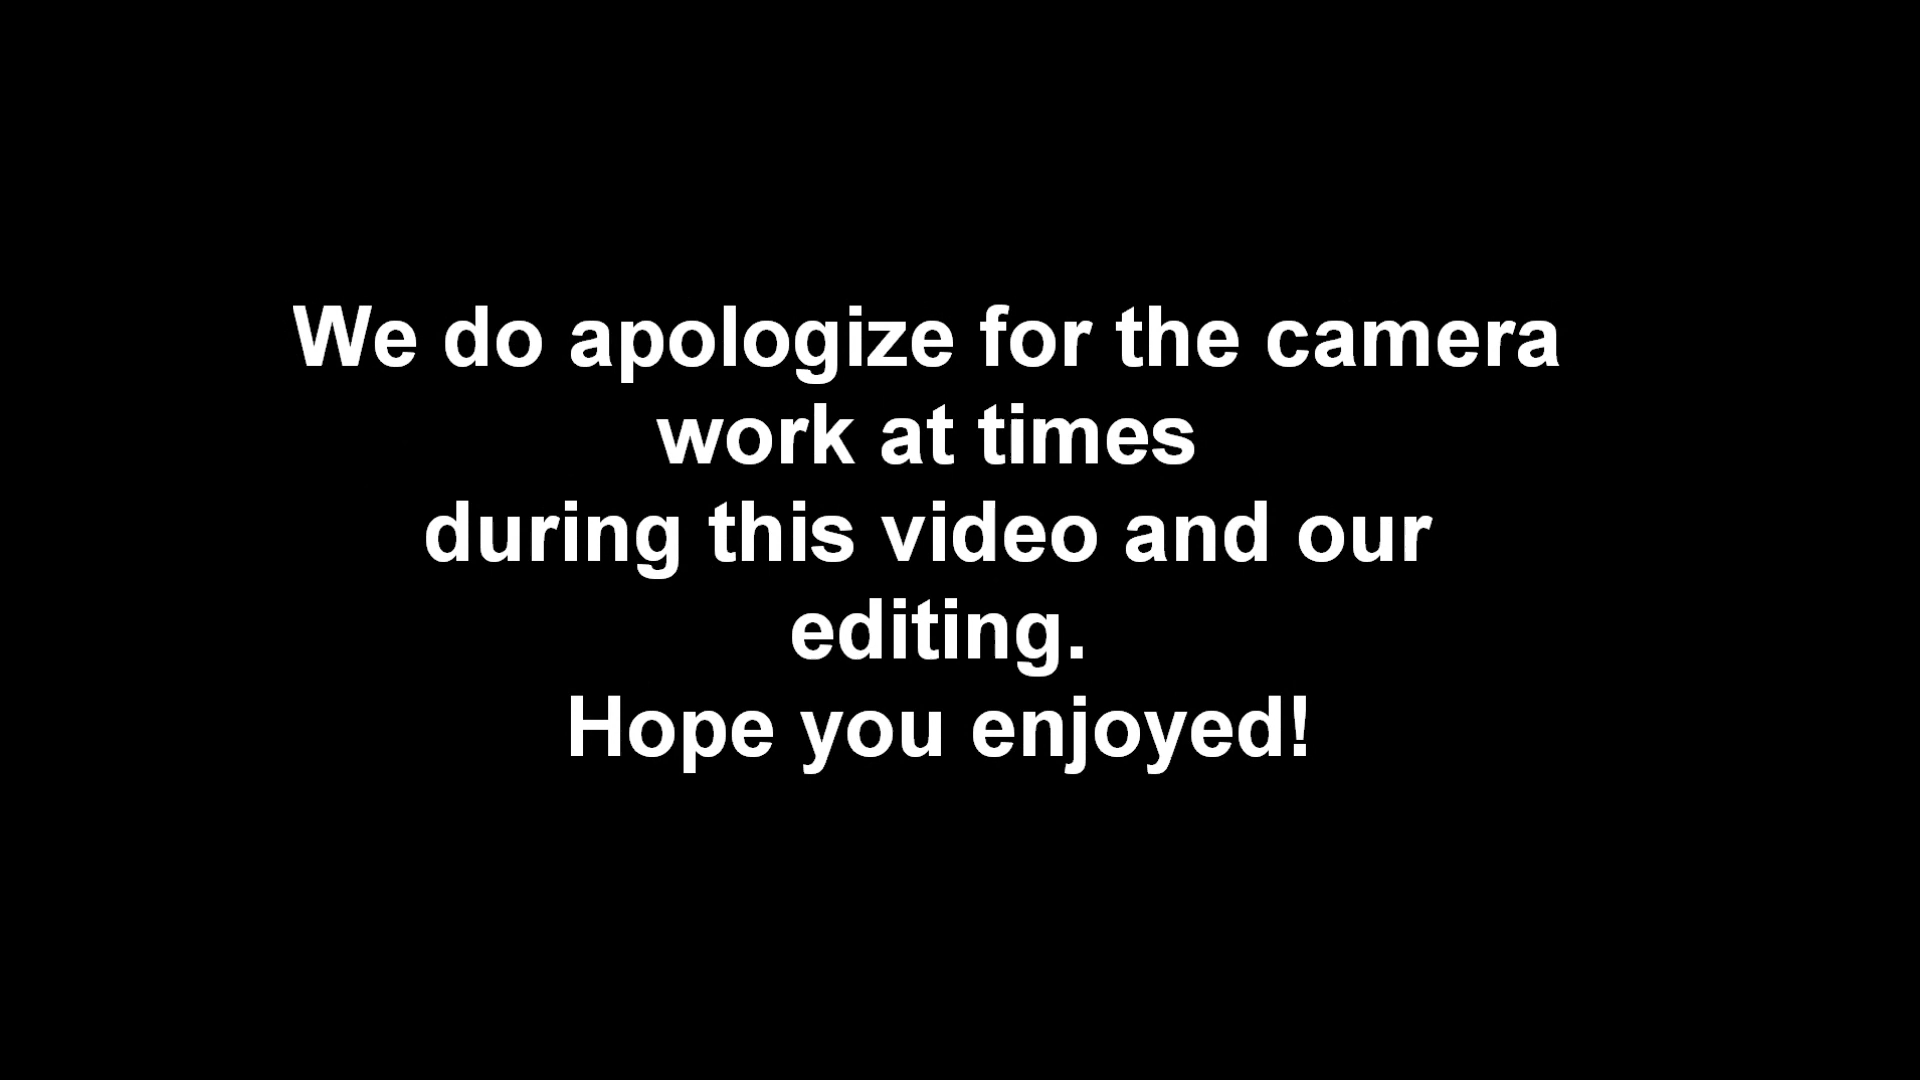 We do apologize for the camera
work at times
during this video and our
editing.
Hope you enjoyed!